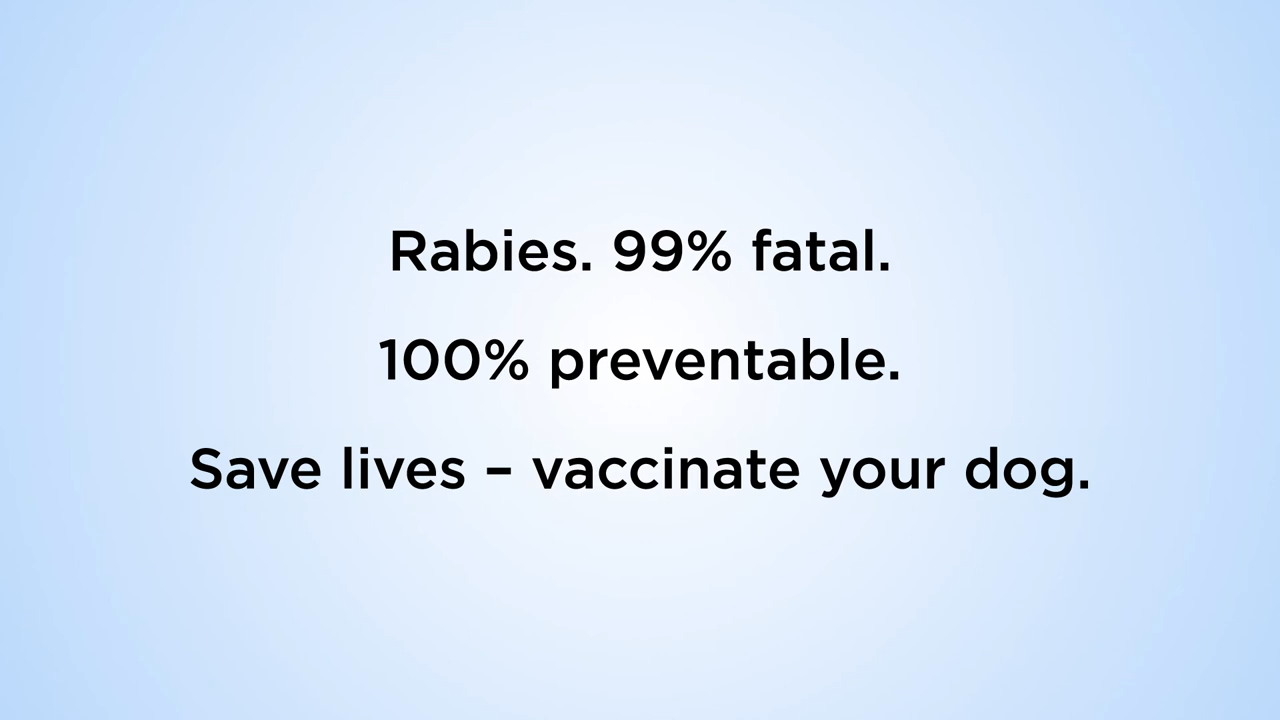 Rabies. 99% fatal.
100% preventable.
Save lives – vaccinate your dog.